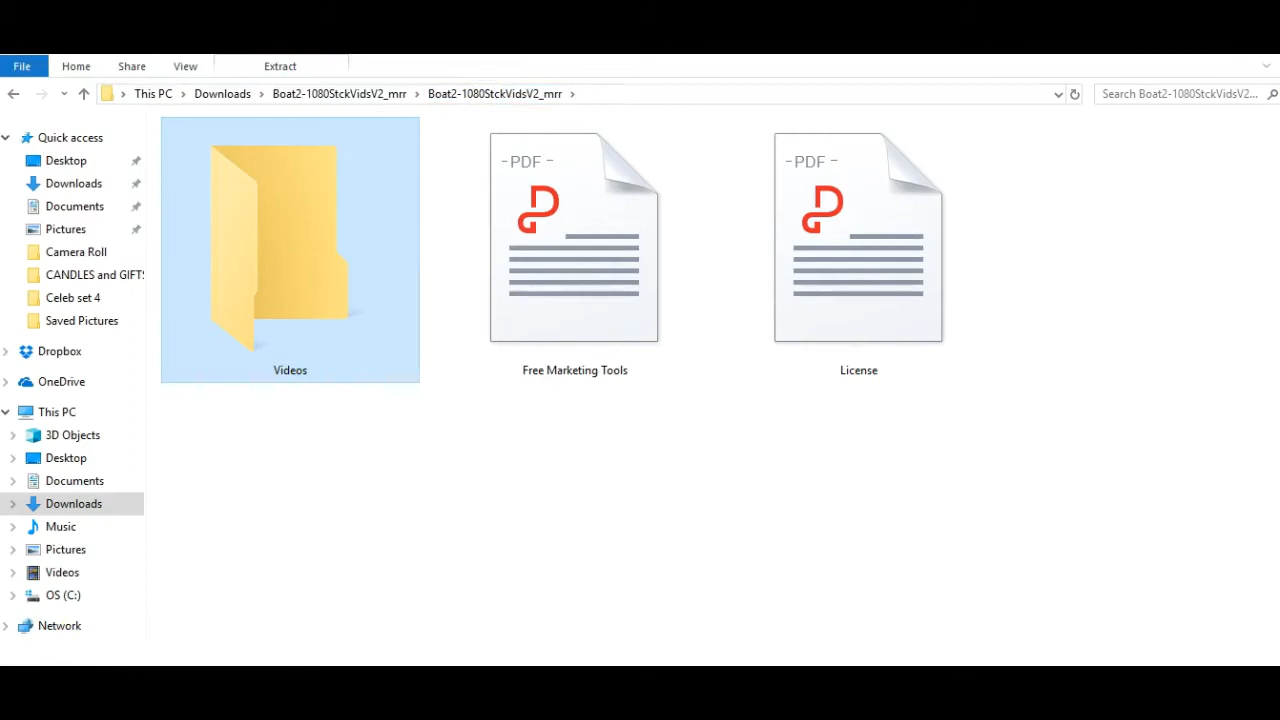 File Home Share View Extract
This PC Downloads Boat2-1080StckVidsV2_mrr Boat2-1080StckVidsV2_mrr Search Boat2-1080StckVidsV2...
Quick access
Desktop
Downloads
Documents
Pictures
Camera Roll
CANDLES and GIFTS
Celeb set 4
Saved Pictures
Dropbox
OneDrive
This PC
3D Objects
Desktop
Documents
Downloads
Music
Pictures
Videos
OS (C:)
Network
-PDF - -PDF -
Videos Free Marketing Tools License